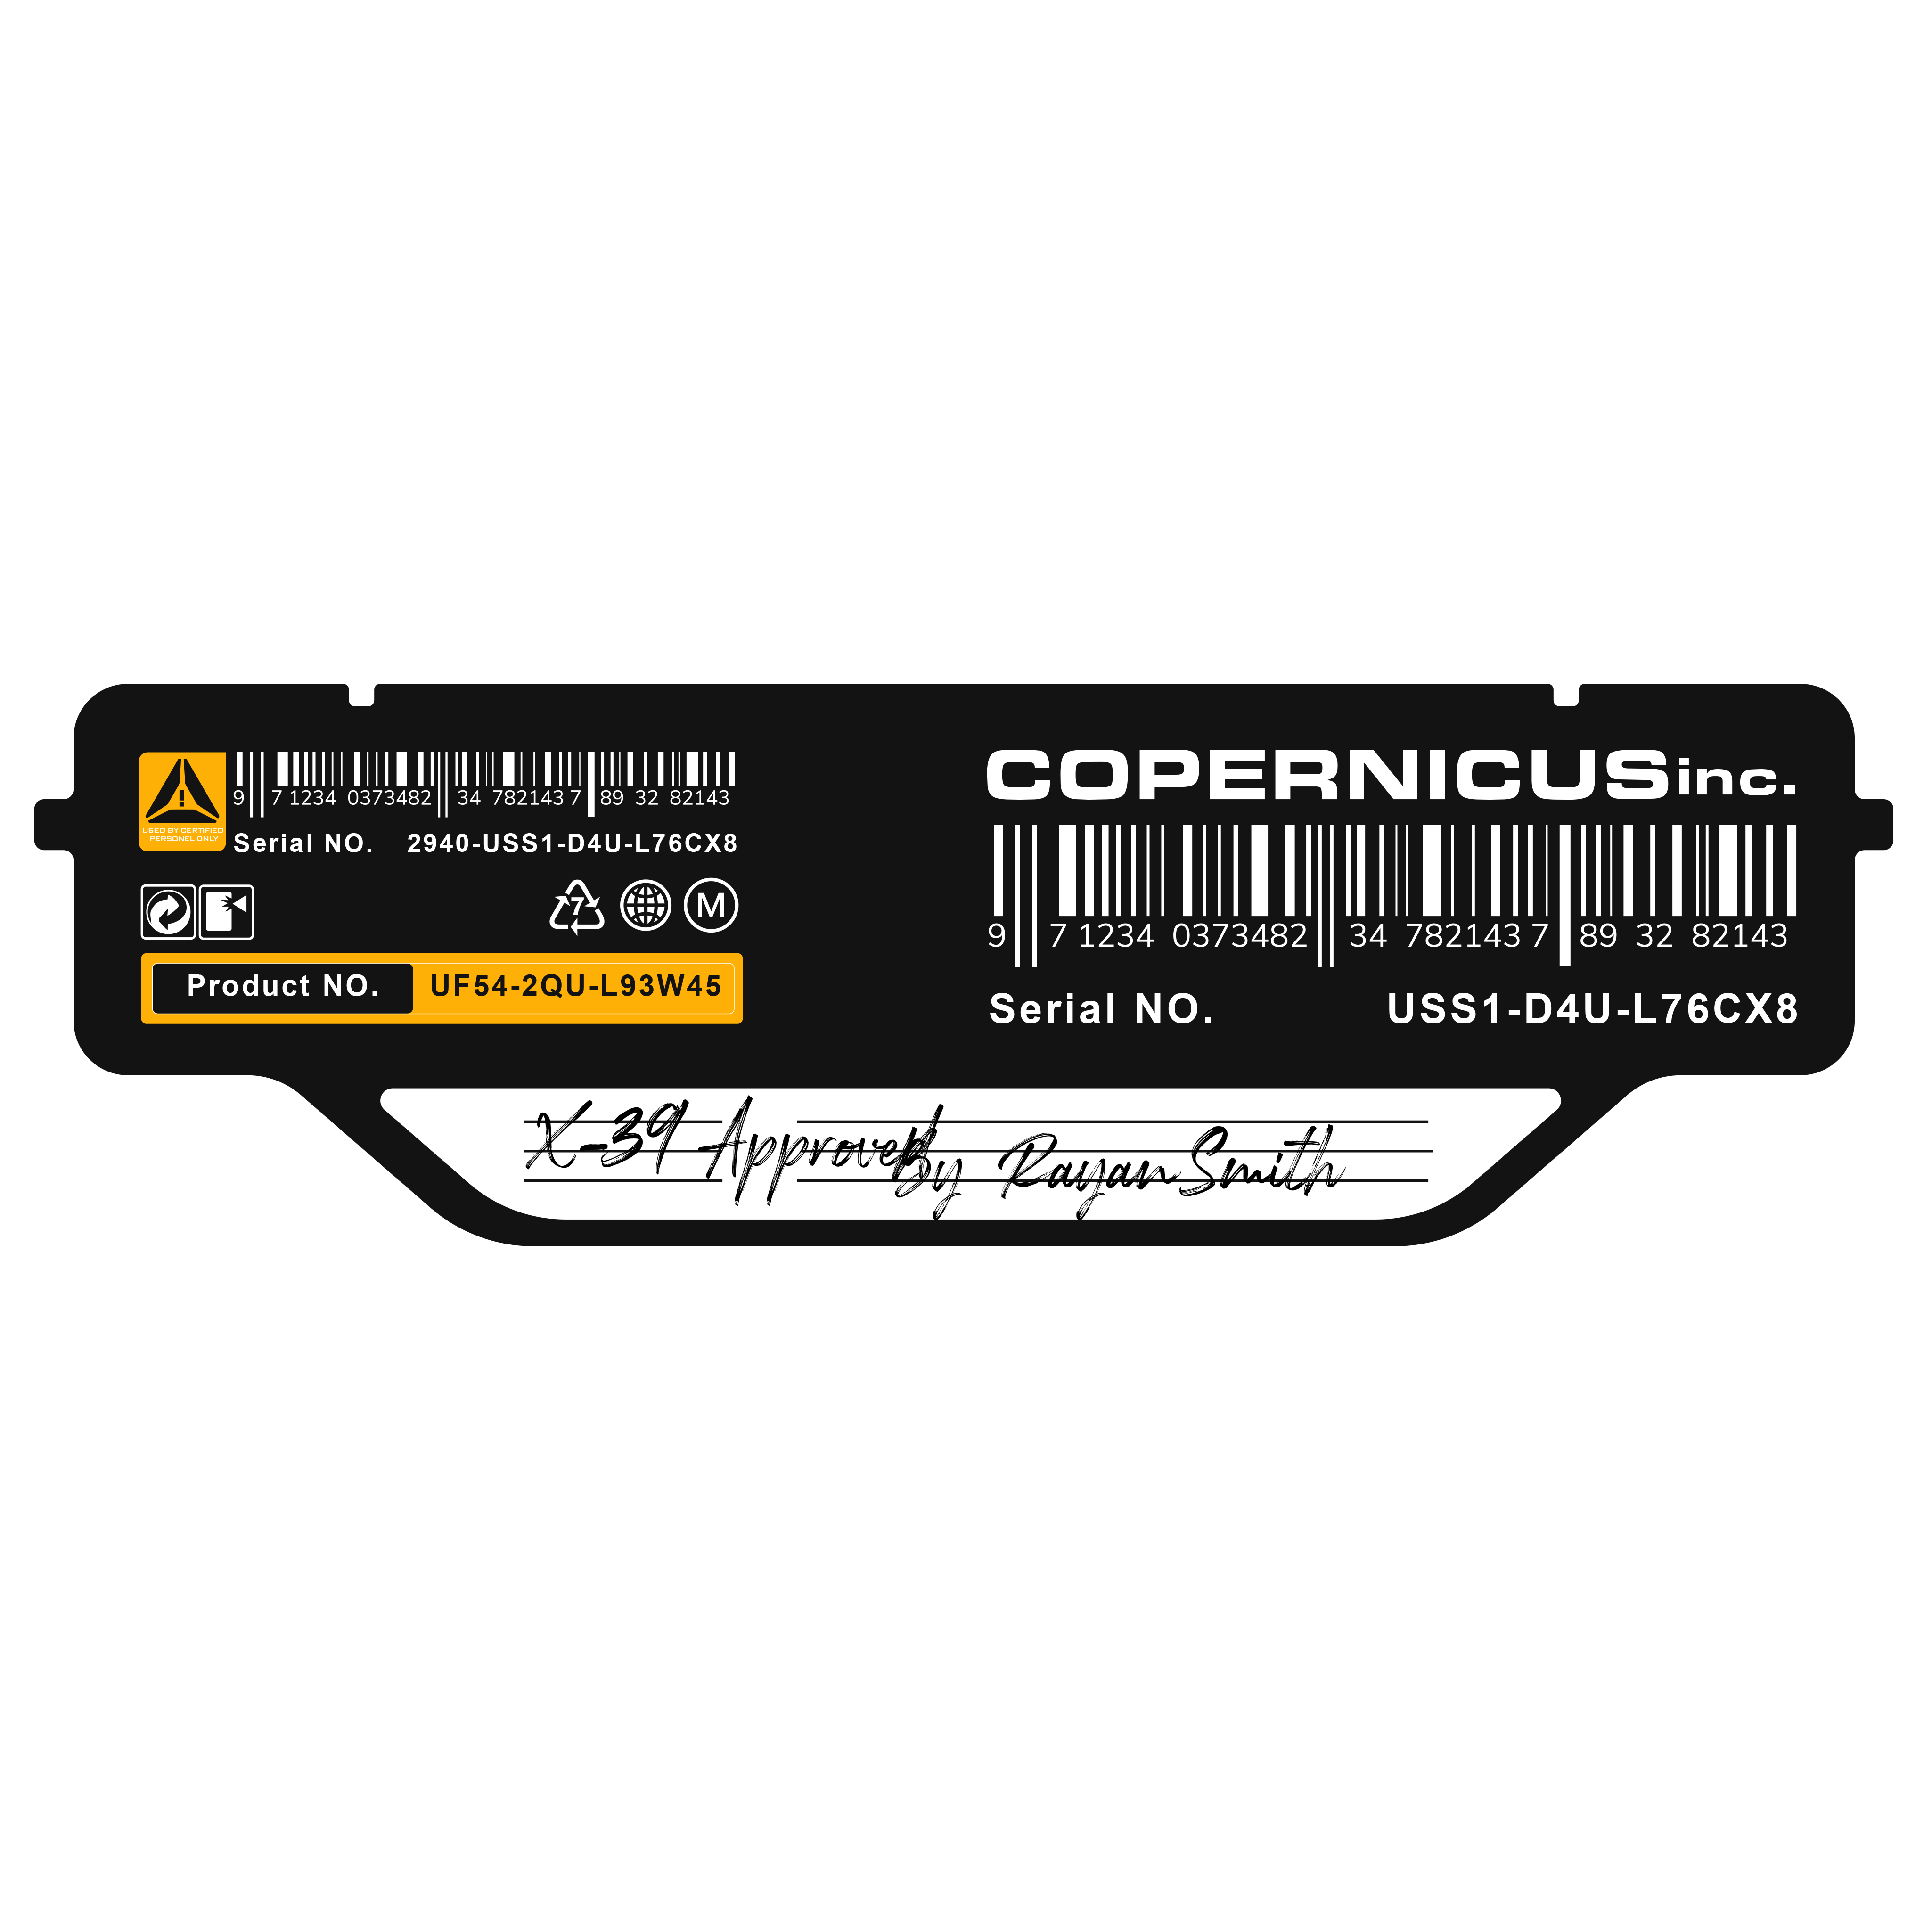 9 7 1234 0373482 34 782143 7 89 32 82143
USED BY CERTIFIED
PERSONEL ONLY
Serial NO. 2940-USS1-D4U-L76CX8
7
M
Product NO. UF54-2QU-L93W45
COPERNICUS inc.
9 7 1234 0373482 34 782143 7 89 32 82143
Serial NO. USS1-D4U-L76CX8
X-39 Approved By Rayan Smith